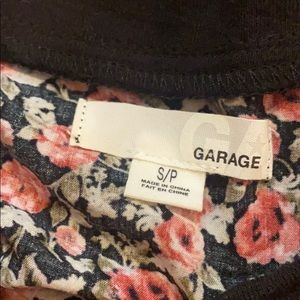 GA
GARAGE
S/P
MADE IN CHINA
FAIT EN CHINE